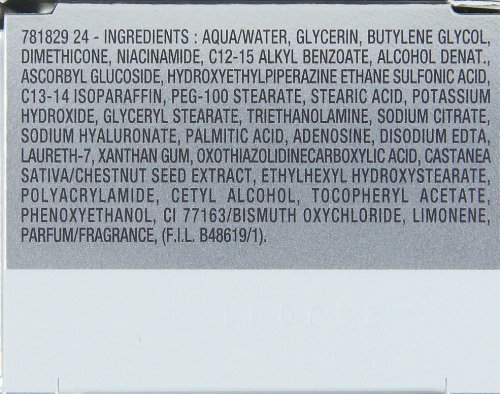 781829 24 - INGREDIENTS : AQUA/WATER, GLYCERIN, BUTYLENE GLYCOL,
DIMETHICONE, NIACINAMIDE, C12-15 ALKYL BENZOATE, ALCOHOL DENAT.,
ASCORBYL GLUCOSIDE, HYDROXYETHYLPIPERAZINE ETHANE SULFONIC ACID,
C13-14 ISOPARAFFIN, PEG-100 STEARATE, STEARIC ACID, POTASSIUM
HYDROXIDE, GLYCERYL STEARATE, TRIETHANOLAMINE, SODIUM CITRATE,
SODIUM HYALURONATE, PALMITIC ACID, ADENOSINE, DISODIUM EDTA,
LAURETH-7, XANTHAN GUM, OXOTHIAZOLIDINECARBOXYLIC ACID, CASTANEA
SATIVA/CHESTNUT SEED EXTRACT, ETHYLHEXYL HYDROXYSTEARATE,
POLYACRYLAMIDE, CETYL ALCOHOL, TOCOPHERYL ACETATE,
PHENOXYETHANOL, CI 77163/BISMUTH OXYCHLORIDE, LIMONENE,
PARFUM/FRAGRANCE, (F.I.L. B48619/1).